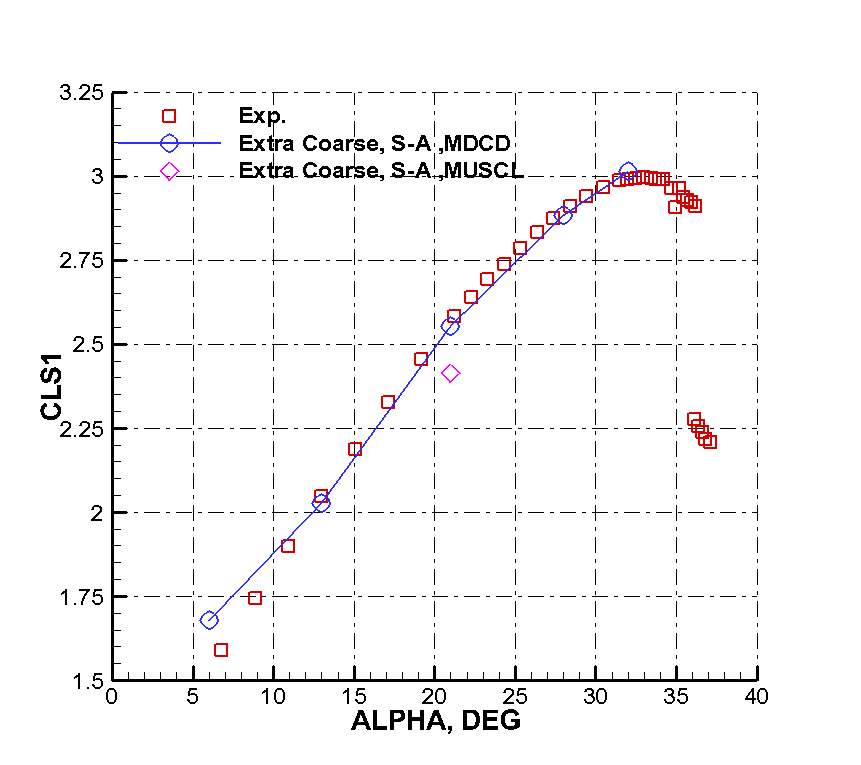 3.25
Exp.
Extra Coarse, S-A ,MDCD
Extra Coarse, S-A ,MUSCL
3
2.75
2.5
CLS1
2.25
2
1.75
1.5
0 5 10 15 20 25 30 35 40
ALPHA, DEG